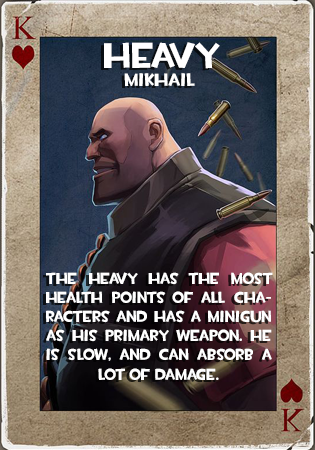 K
HEAVY
MIKHAIL
THE HEAVY HAS THE MOST
HEALTH POINTS OF ALL CHA-
RACTERS AND HAS A MINIGUN
AS HIS PRIMARY WEAPON. HE
IS SLOW, AND CAN ABSORB A
LOT OF DAMAGE.
K